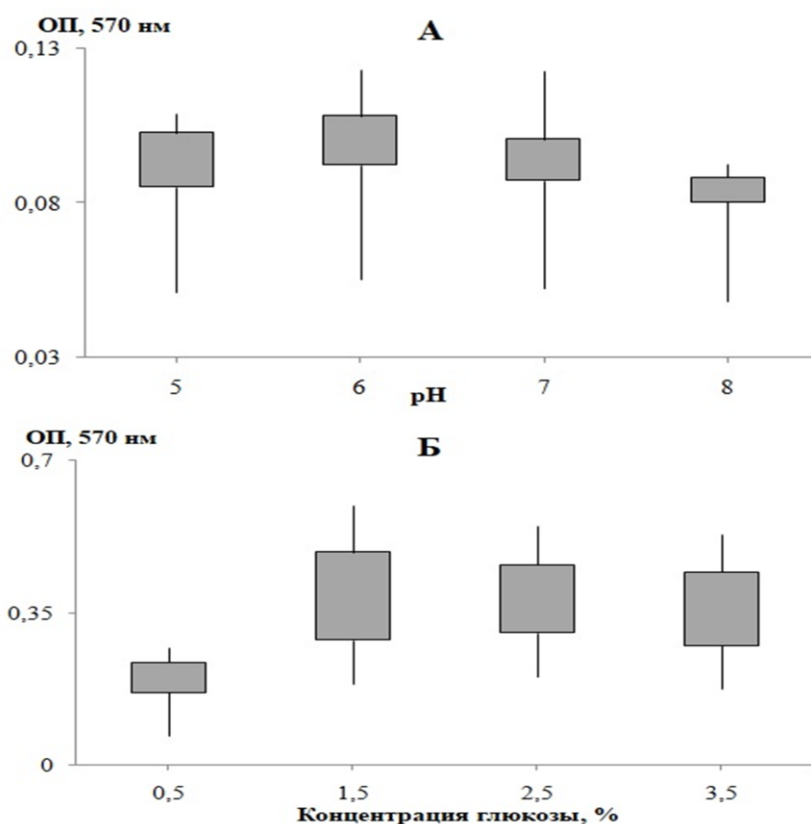 ОП, 570 нм
А
0,13
0,08
0,03
5 6 7 8
pH
ОП, 570 нм
Б
0,7
0,35
0
0,5 1,5 2,5 3,5
Концентрация глюкозы, %